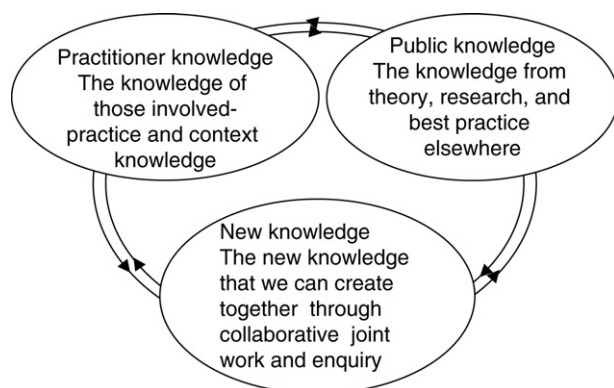 Practitioner knowledge
The knowledge of
those involved-
practice and context
knowledge
Public knowledge
The knowledge from
theory, research, and
best practice
elsewhere
New knowledge
The new knowledge
that we can create
together through
collaborative joint
work and enquiry